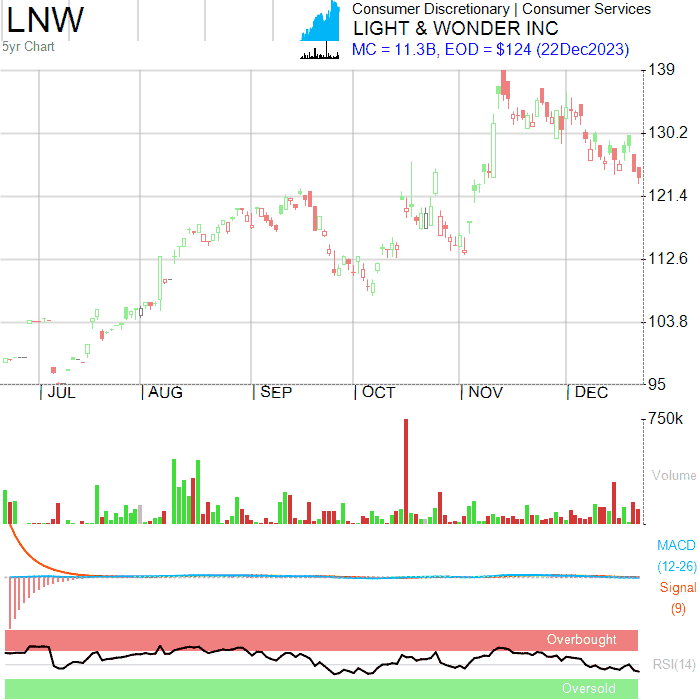 LNW
5yr Chart
Consumer Discretionary | Consumer Services
LIGHT & WONDER INC
MC = 11.3B, EOD = $124 (22Dec2023)
139
130.2
121.4
112.6
103.8
95
JUL AUG SEP OCT NOV DEC
750k
Volume
MACD
(12-26)
Signal
(9)
Overbought
RSI(14)
Oversold